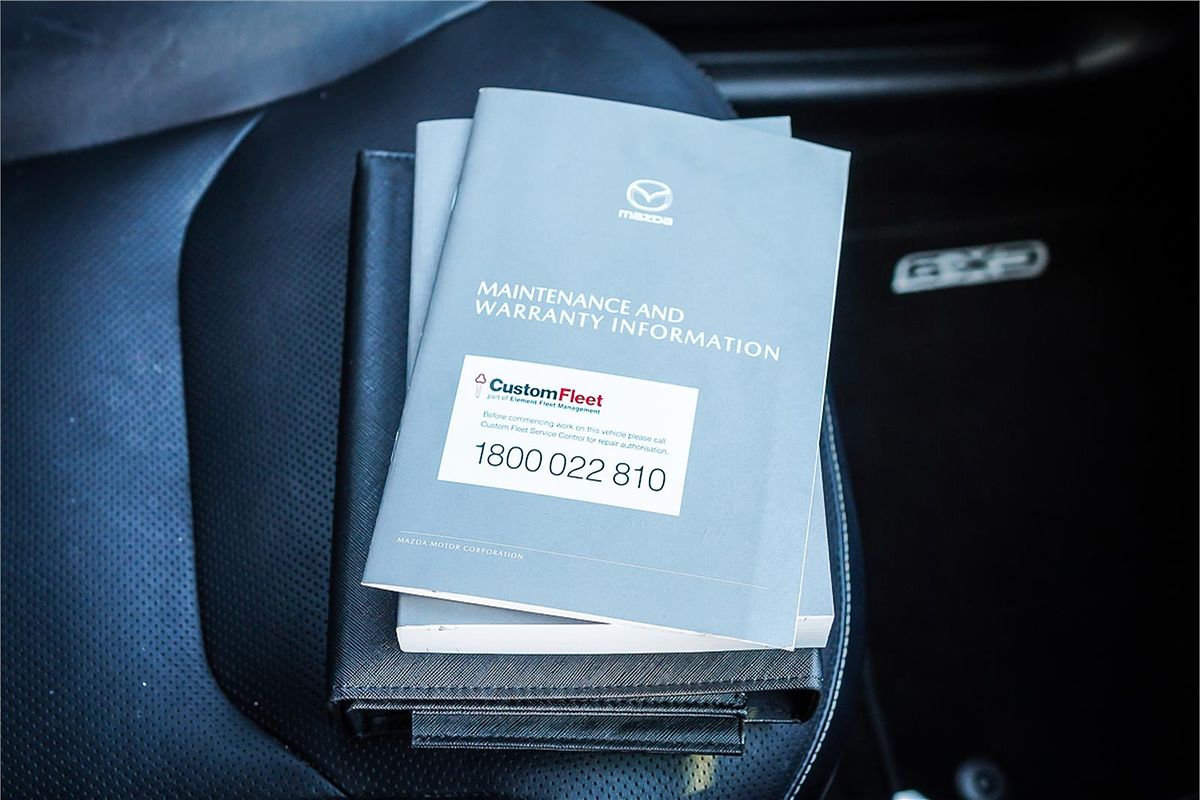 mazda
MAINTENANCE AND
WARRANTY INFORMATION
CustomFleet
part of Element Fleet Management
Before commencing work on this vehicle please call
Custom Fleet Service Control for repair authorisation.
1800 022 810
MAZDA MOTOR CORPORATION